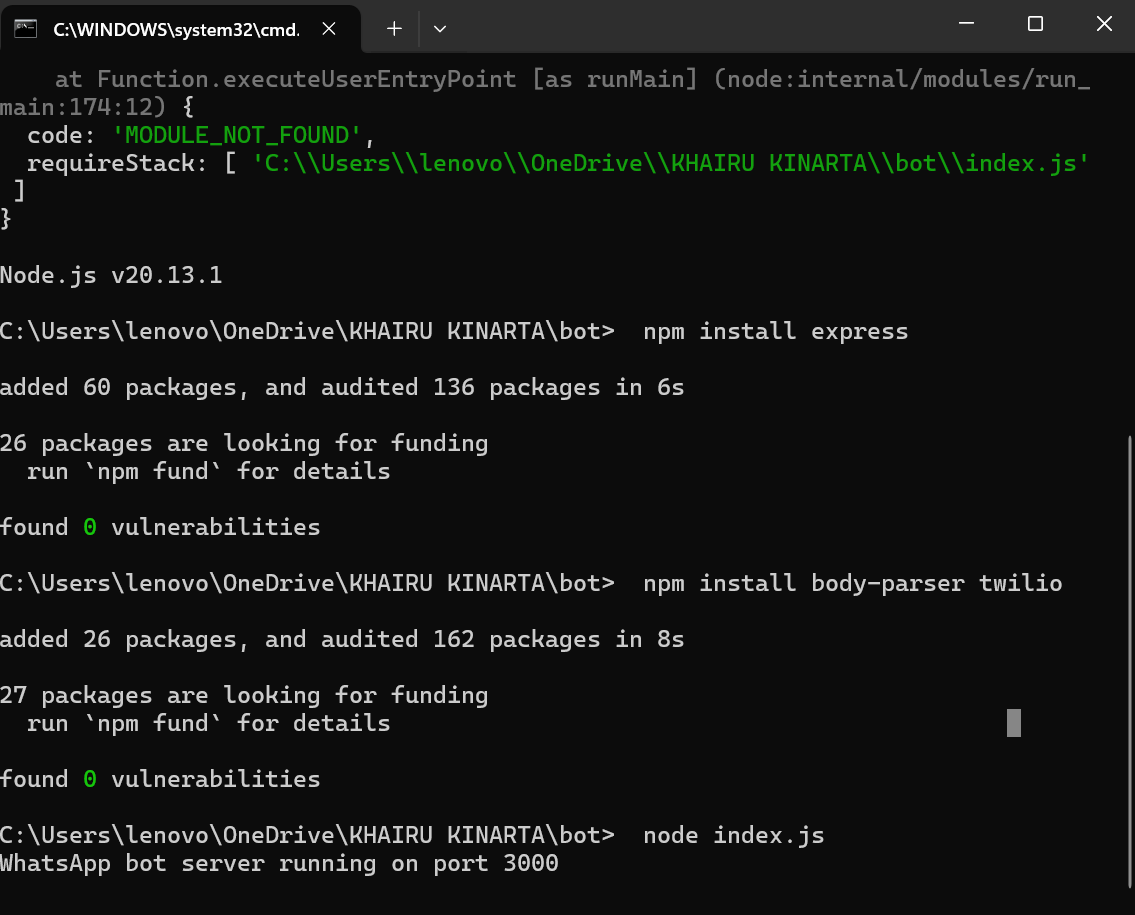 C:\WINDOWS\system32\cmd.
    at Function.executeUserEntryPoint [as runMain] (node:internal/modules/run_
main:174:12) {
  code: 'MODULE_NOT_FOUND',
  requireStack: [ 'C:\\Users\\lenovo\\OneDrive\\KHAIRU KINARTA\\bot\\index.js'
 ]
}
Node.js v20.13.1
C:\Users\lenovo\OneDrive\KHAIRU KINARTA\bot>  npm install express
added 60 packages, and audited 136 packages in 6s
26 packages are looking for funding
  run `npm fund` for details
found 0 vulnerabilities
C:\Users\lenovo\OneDrive\KHAIRU KINARTA\bot>  npm install body-parser twilio
added 26 packages, and audited 162 packages in 8s
27 packages are looking for funding
  run `npm fund` for details
found 0 vulnerabilities
C:\Users\lenovo\OneDrive\KHAIRU KINARTA\bot>  node index.js
WhatsApp bot server running on port 3000